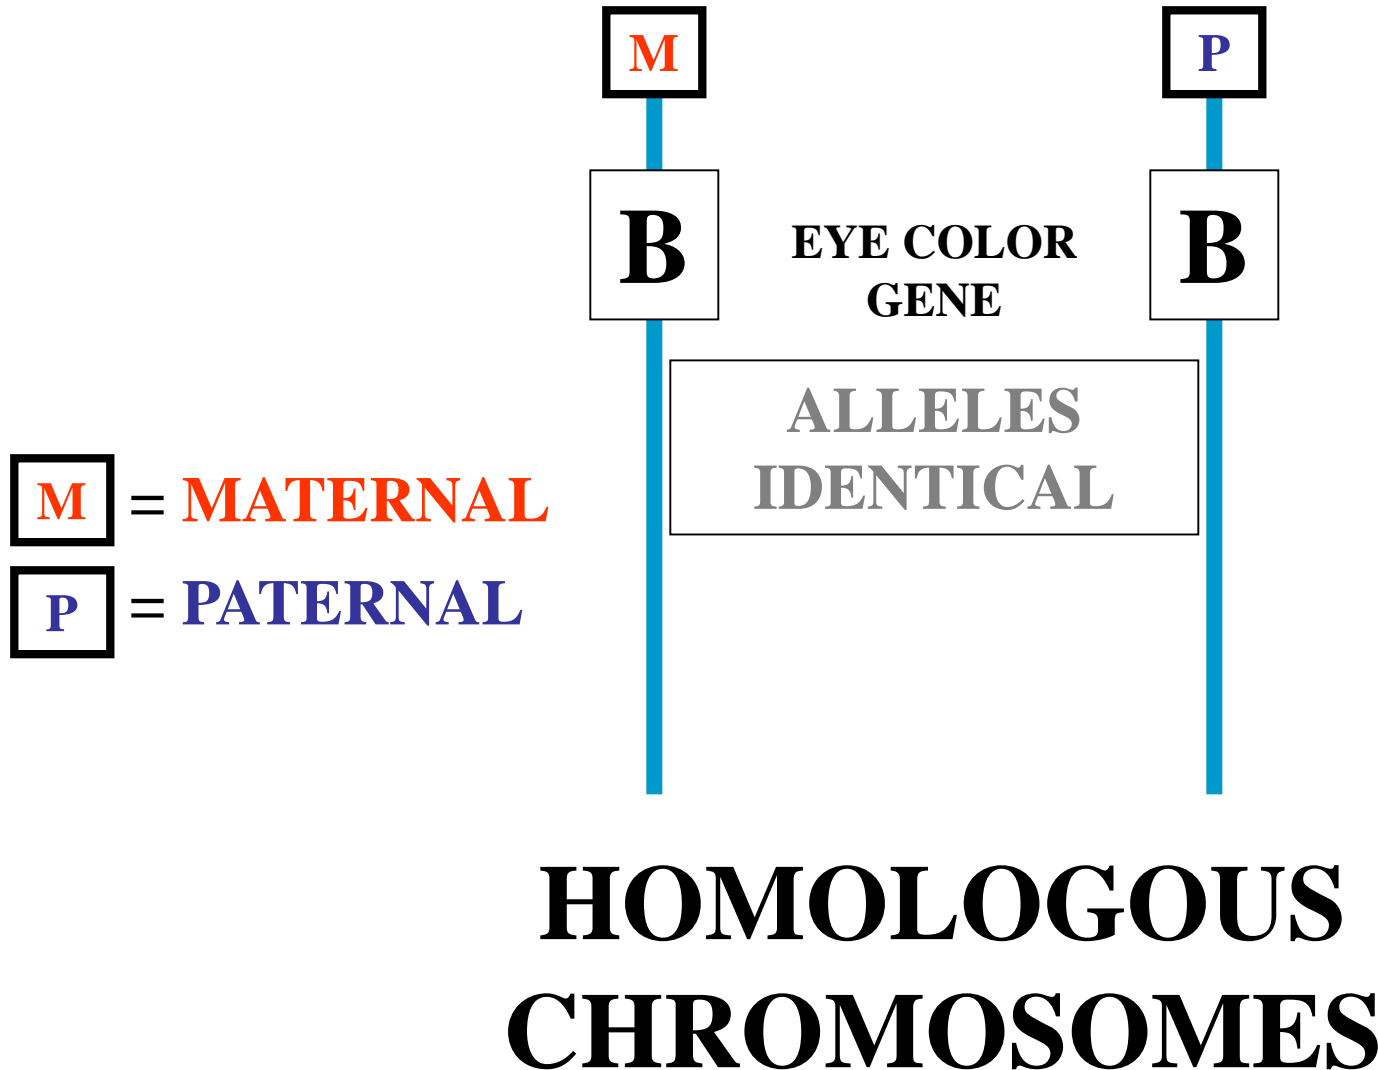 M P
B B
EYE COLOR
GENE
ALLELES
IDENTICAL
M = MATERNAL
P = PATERNAL
HOMOLOGOUS
CHROMOSOMES